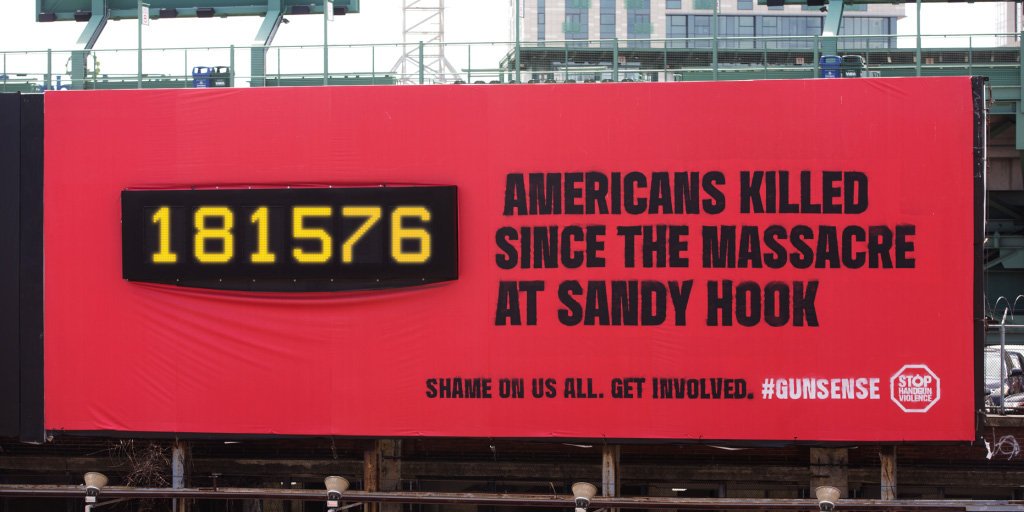 181576
AMERICANS KILLED
SINCE THE MASSACRE
AT SANDY HOOK
SHAME ON US ALL. GET INVOLVED. #GUNSENSE
STOP
HANDGUN
VIOLENCE